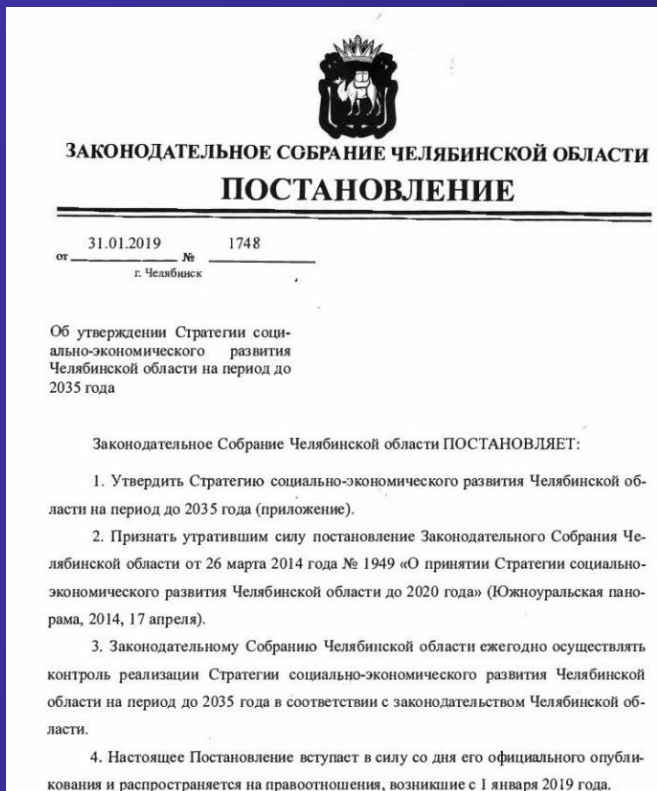 ЗАКОНОДАТЕЛЬНОЕ СОБРАНИЕ ЧЕЛЯБИНСКОЙ ОБЛАСТИ
ПОСТАНОВЛЕНИЕ
от 31.01.2019 № 1748
г. Челябинск
Об утверждении Стратегии соци-
ально-экономического развития
Челябинской области на период до
2035 года
Законодательное Собрание Челябинской области ПОСТАНОВЛЯЕТ:
1. Утвердить Стратегию социально-экономического развития Челябинской об-
ласти на период до 2035 года (приложение).
2. Признать утратившим силу постановление Законодательного Собрания Че-
лябинской области от 26 марта 2014 года № 1949 «О принятии Стратегии социально-
экономического развития Челябинской области до 2020 года» (Южноуральская пано-
рама, 2014, 17 апреля).
3. Законодательному Собранию Челябинской области ежегодно осуществлять
контроль реализации Стратегии социально-экономического развития Челябинской
области на период до 2035 года в соответствии с законодательством Челябинской об-
ласти.
4. Настоящее Постановление вступает в силу со дня его официального опубли-
кования и распространяется на правоотношения, возникшие с 1 января 2019 года.